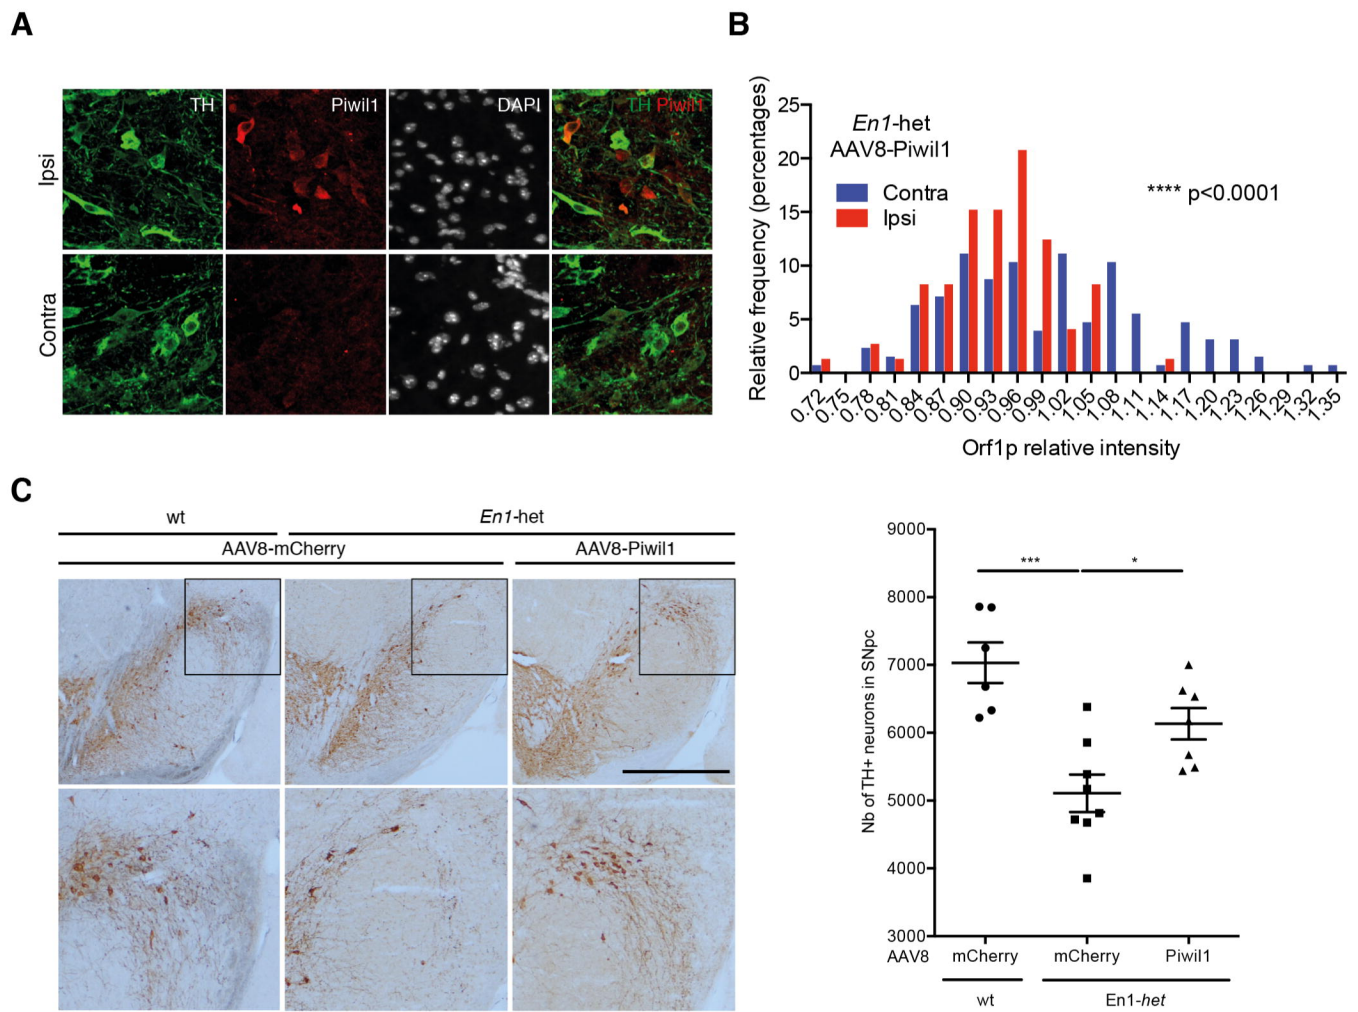 A
B
TH
Piwil1
DAPI
TH Piwil1
Ipsi
Contra
Relative frequency (percentages)
25
20
15
10
5
0
En1-het
AAV8-Piwil1
Contra
Ipsi
**** p<0.0001
0.72 0.75 0.78 0.81 0.84 0.87 0.90 0.93 0.96 0.99 1.02 1.05 1.08 1.11 1.14 1.17 1.20 1.23 1.26 1.29 1.32 1.35
Orf1p relative intensity
C
wt
En1-het
AAV8-mCherry
AAV8-Piwil1
Nb of TH+ neurons in SNpc
9000
8000
7000
6000
5000
4000
3000
***
*
AAV8 mCherry mCherry Piwil1
wt En1-het